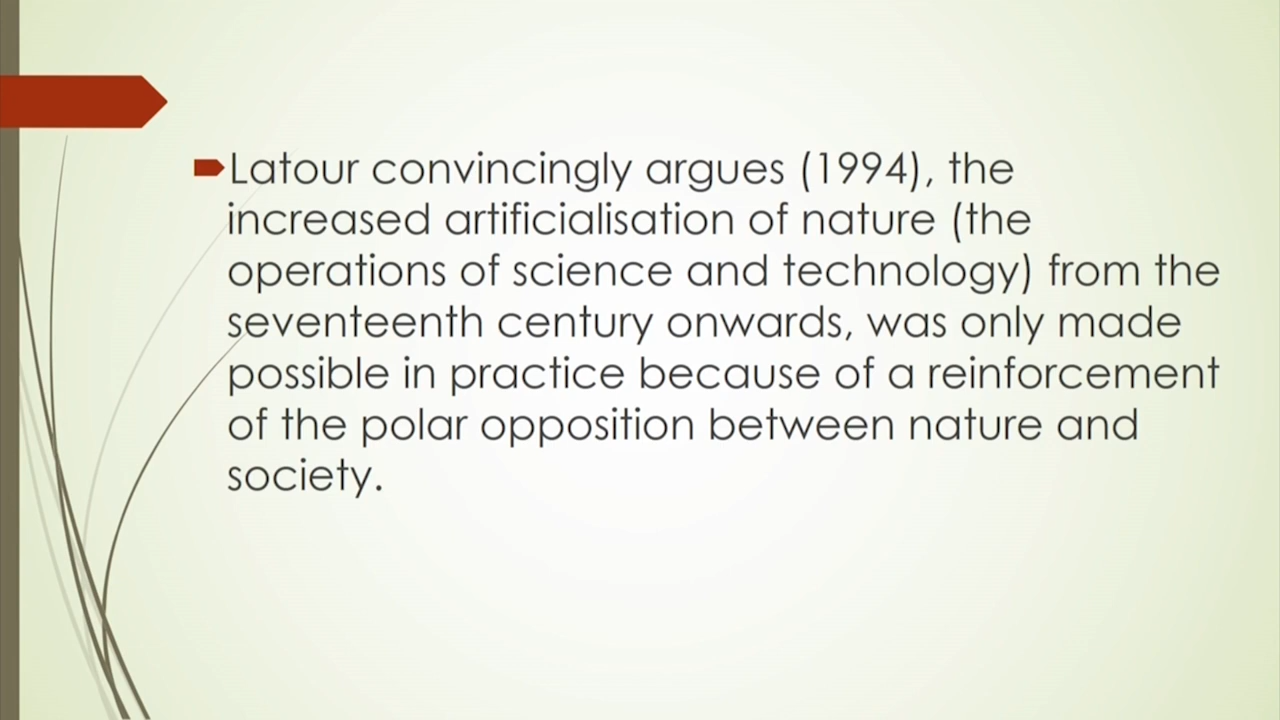 Latour convincingly argues (1994), the
increased artificialisation of nature (the
operations of science and technology) from the
seventeenth century onwards, was only made
possible in practice because of a reinforcement
of the polar opposition between nature and
society.